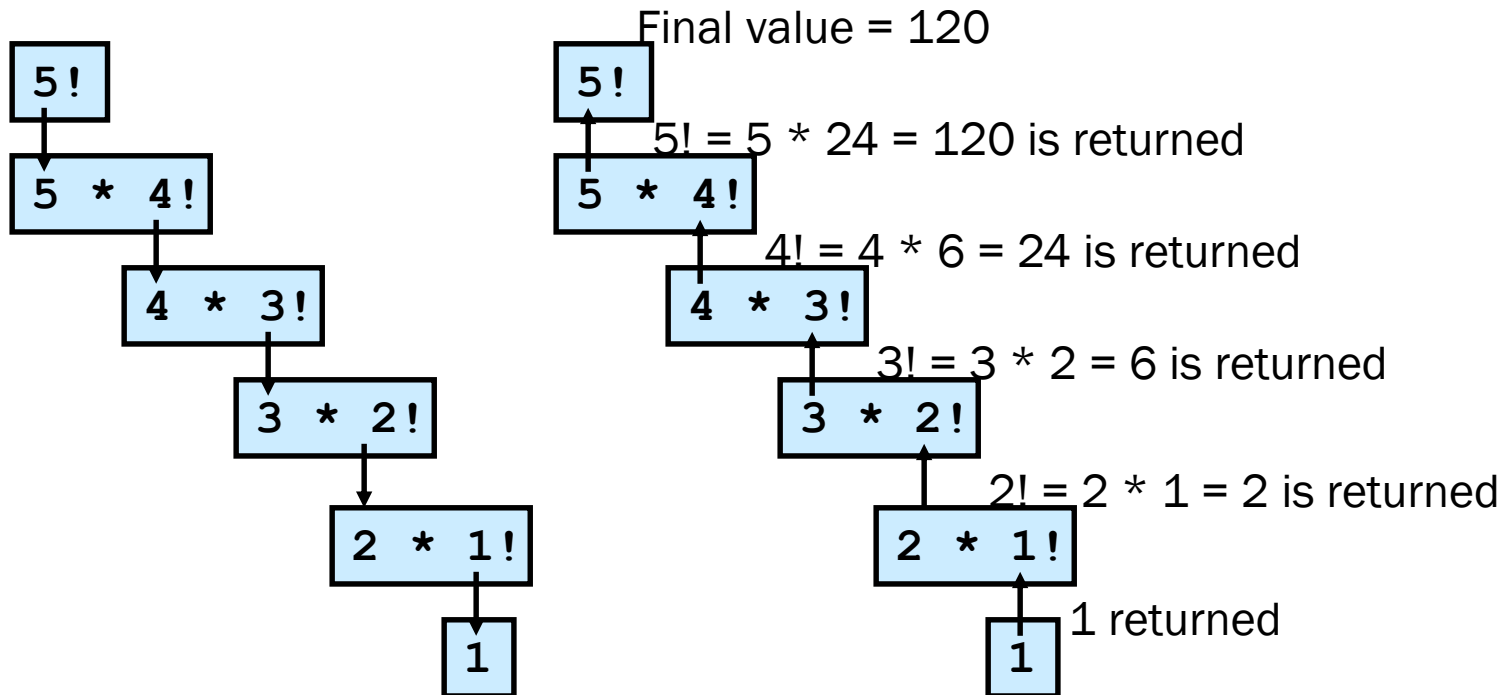 Final value = 120
5!
5!
5! = 5 * 24 = 120 is returned
5 * 4!
5 * 4!
4! = 4 * 6 = 24 is returned
4 * 3!
4 * 3!
3! = 3 * 2 = 6 is returned
3 * 2!
3 * 2!
2! = 2 * 1 = 2 is returned
2 * 1!
2 * 1!
1 returned
1
1